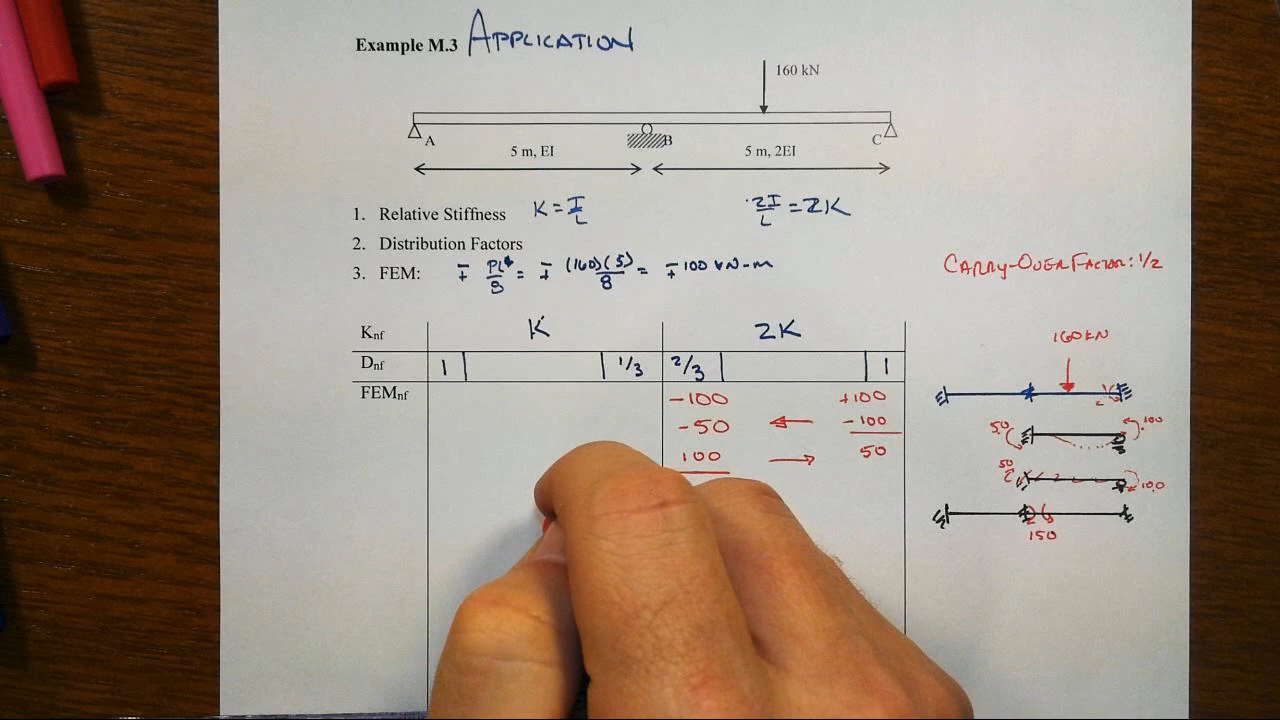 Example M.3 APPLICATION
160 kN
A B C
5 m, EI 5 m, 2EI
1. Relative Stiffness K = I/L 2I/L = 2K
2. Distribution Factors
3. FEM: ∓ PL/8 = ∓ (160)(5)/8 = ∓100 kN-m
CARRY-OVER FACTOR: 1/2
Knf K 2K
Dnf 1 1/3 2/3 1
FEMnf -100 +100
-50 ← -100
100 → 50
160kN
50 100
50 100
150